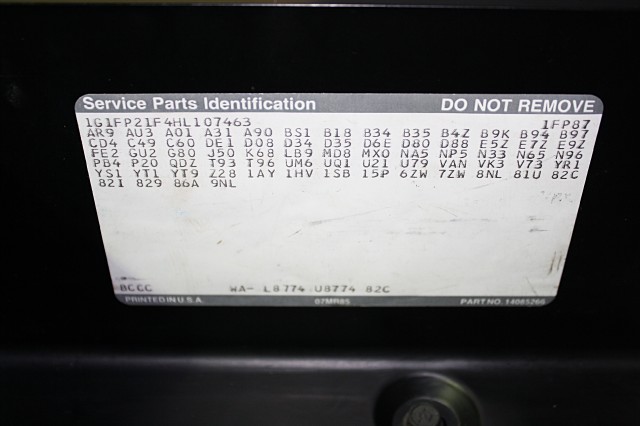 Service Parts Identification DO NOT REMOVE
1G1FP21F4HL107463 1FP87
AR9 AU3 A01 A31 A90 BS1 B18 B34 B35 B4Z B9K B94 B97
CD4 C49 C60 DE1 D08 D34 D35 D6E D80 D88 E5Z E7Z E9Z
FE2 GU2 G80 J50 K68 LB9 MD8 MX0 NA5 NP5 N33 N65 N96
PB4 P20 QDZ T93 T96 UM6 UQ1 U21 U79 VAN VK3 V73 YR1
YS1 YT1 YT9 Z28 1AY 1HV 1SB 15P 6ZW 7ZW 8NL 81U 82C
82I 829 86A 9NL
BCCC WA- L8774 U8774 82C
PRINTED IN U.S.A. 07MR85 PART NO. 14085266